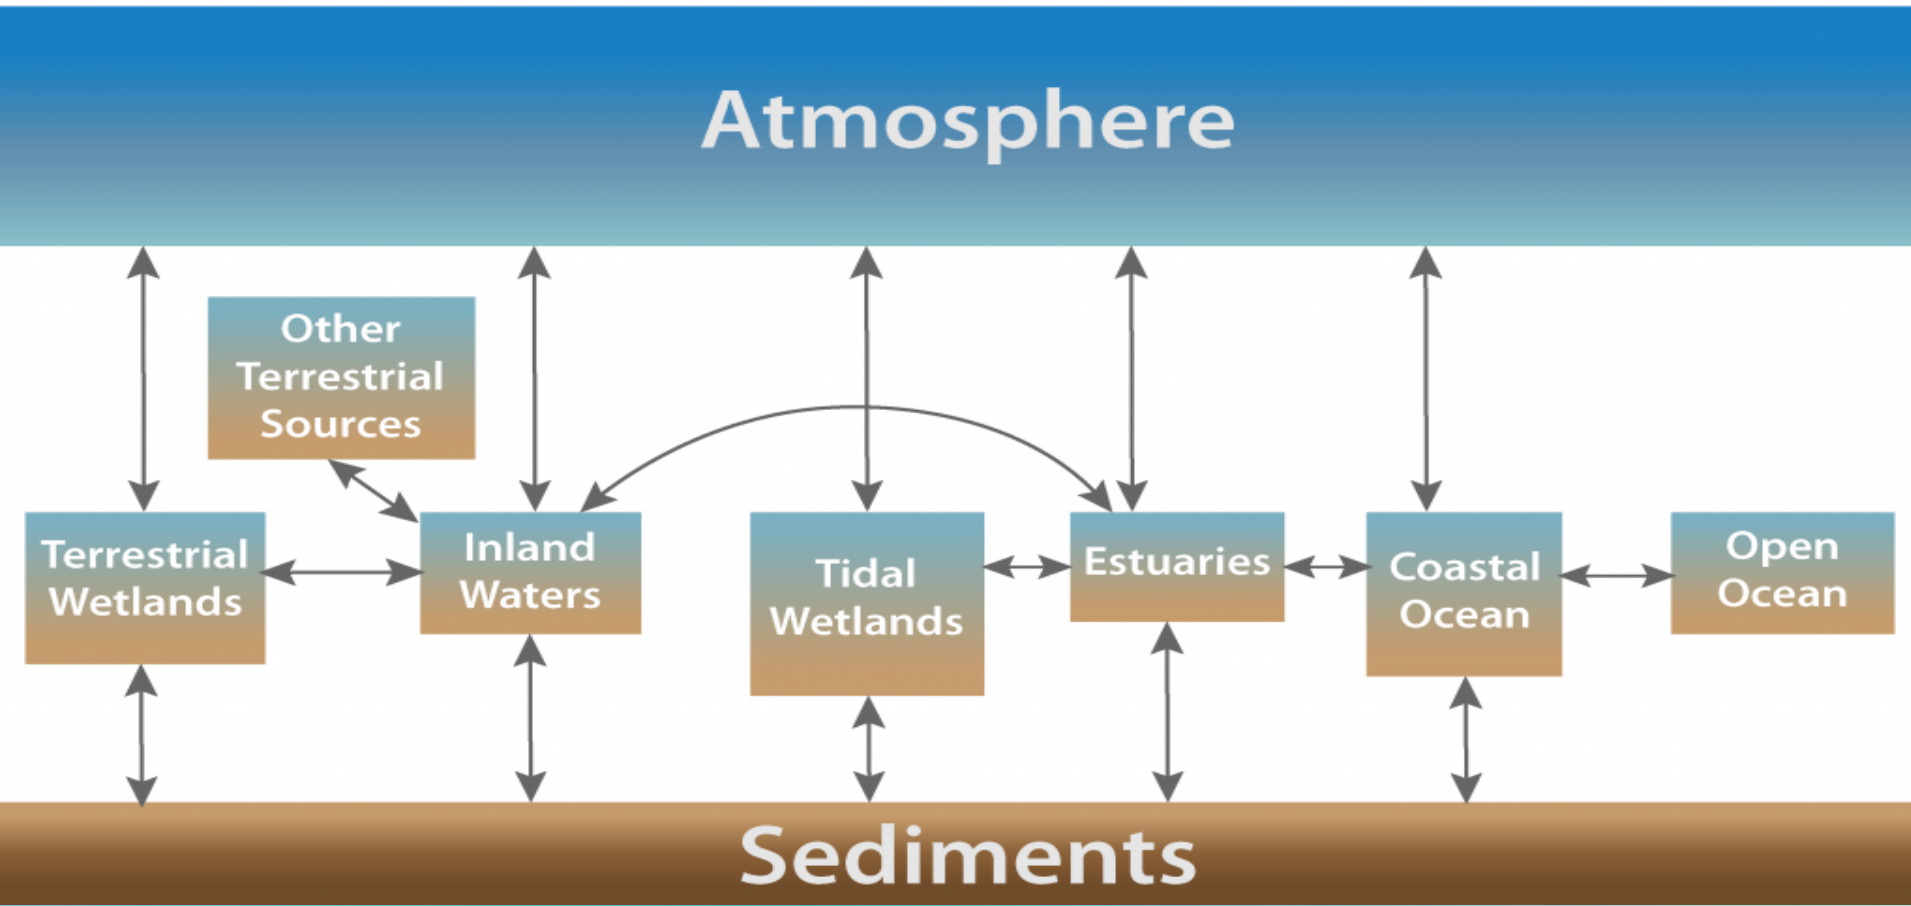 Atmosphere
Other
Terrestrial
Sources
Terrestrial
Wetlands
Inland
Waters
Tidal
Wetlands
Estuaries
Coastal
Ocean
Open
Ocean
Sediments